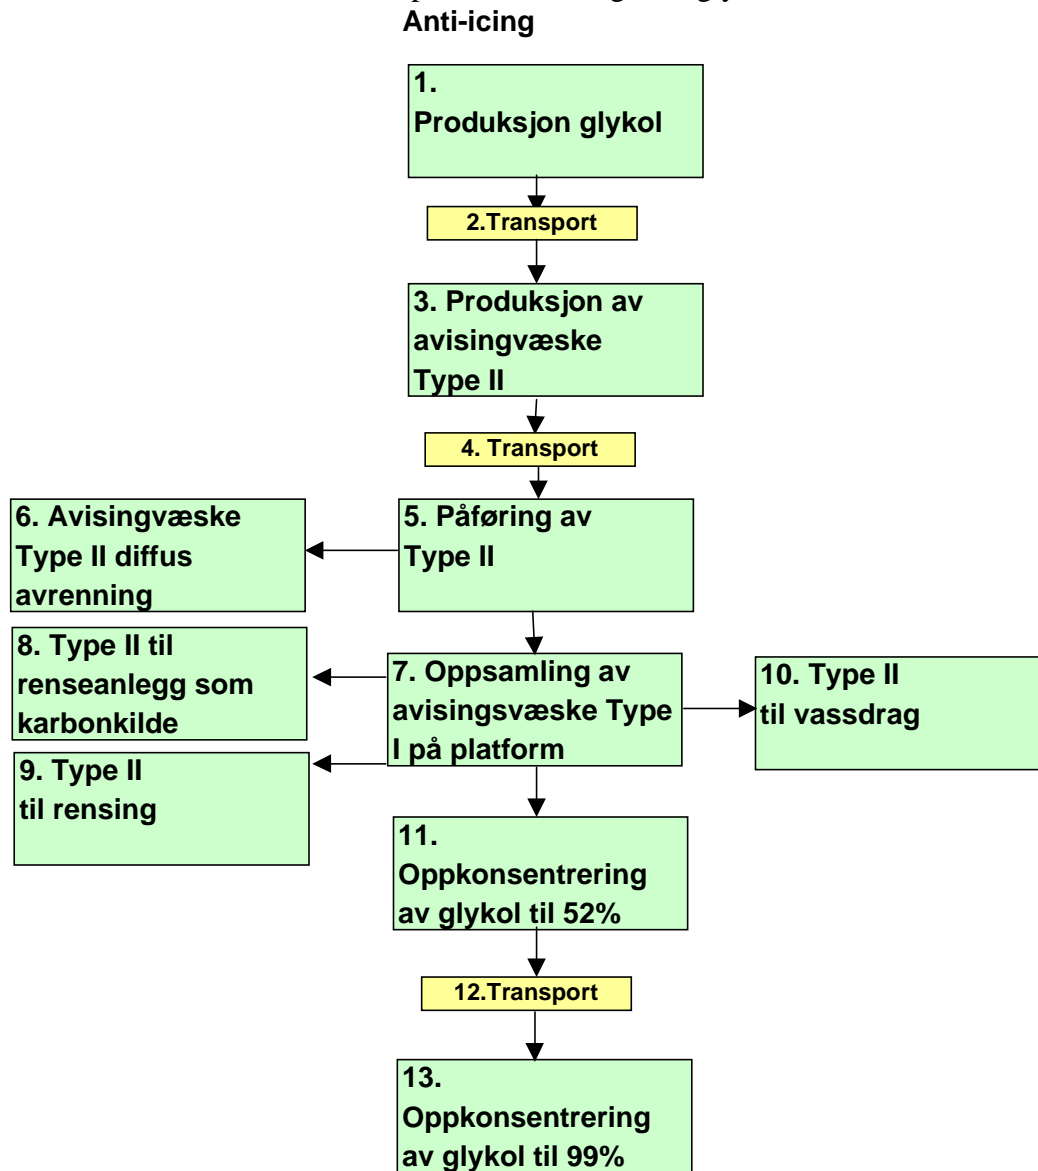 Anti-icing
1.
Produksjon glykol
2.Transport
3. Produksjon av
avisingvæske
Type II
4. Transport
5. Påføring av
Type II
6. Avisingvæske
Type II diffus
avrenning
7. Oppsamling av
avisingsvæske Type
I på platform
8. Type II til
renseanlegg som
karbonkilde
9. Type II
til rensing
10. Type II
til vassdrag
11.
Oppkonsentrering
av glykol til 52%
12.Transport
13.
Oppkonsentrering
av glykol til 99%